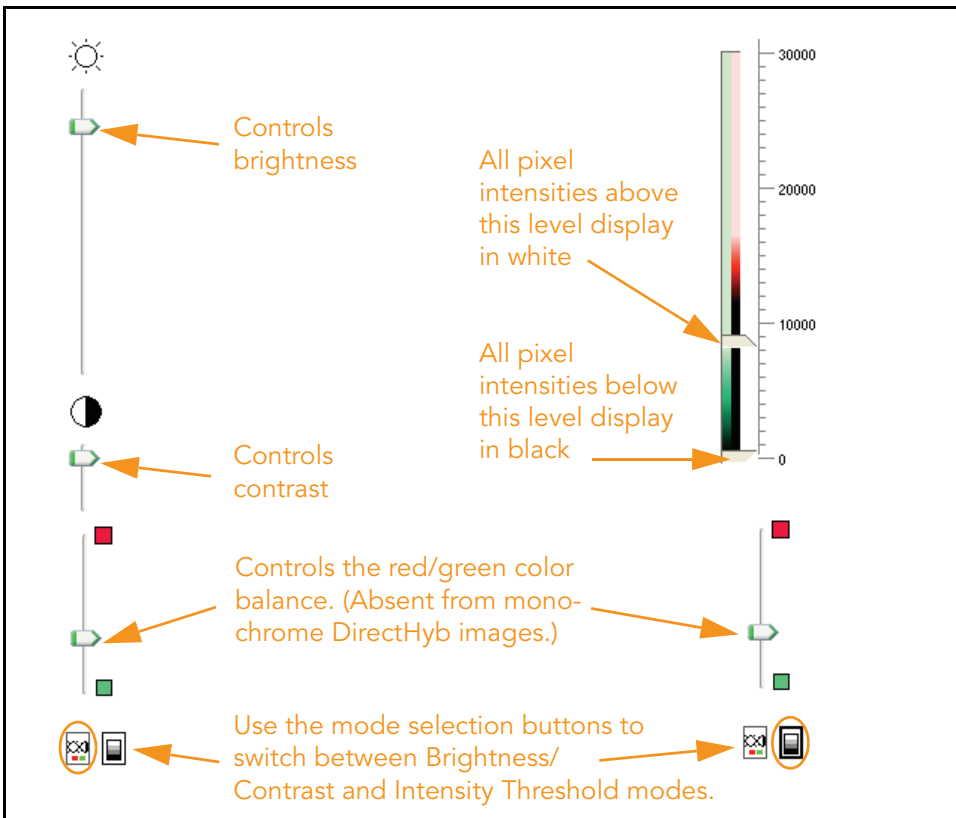 30000
Controls
brightness
All pixel
intensities above
this level display
in white
20000
10000
All pixel
intensities below
this level display
in black
0
Controls
contrast
Controls the red/green color
balance. (Absent from mono-
chrome DirectHyb images.)
Use the mode selection buttons to
switch between Brightness/
Contrast and Intensity Threshold modes.